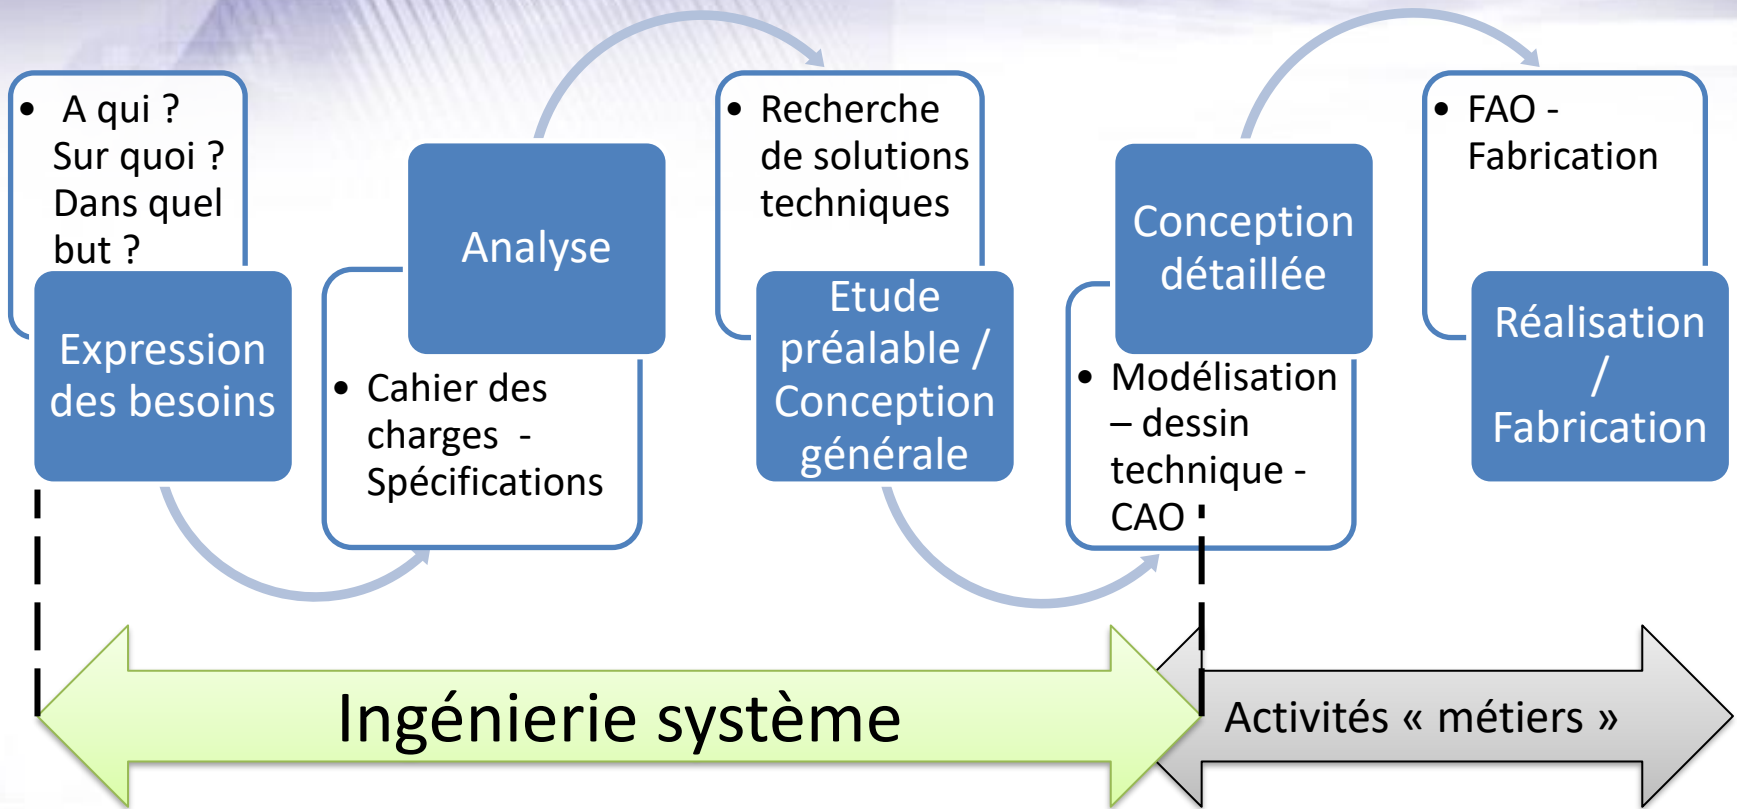 • A qui ?
Sur quoi ?
Dans quel
but ?
Expression
des besoins
Analyse
• Cahier des
charges -
Spécifications
• Recherche
de solutions
techniques
Etude
préalable /
Conception
générale
Conception
détaillée
• Modélisation
– dessin
technique -
CAO
• FAO -
Fabrication
Réalisation
/
Fabrication
Ingénierie système
Activités « métiers »